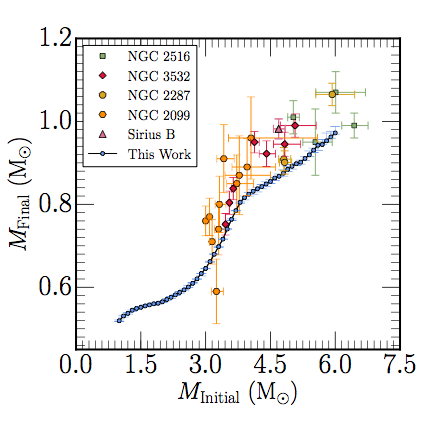 1.2
1.0
0.8
0.6
M_Final (M_⊙)
NGC 2516
NGC 3532
NGC 2287
NGC 2099
Sirius B
This Work
0.0 1.5 3.0 4.5 6.0 7.5
M_Initial (M_⊙)